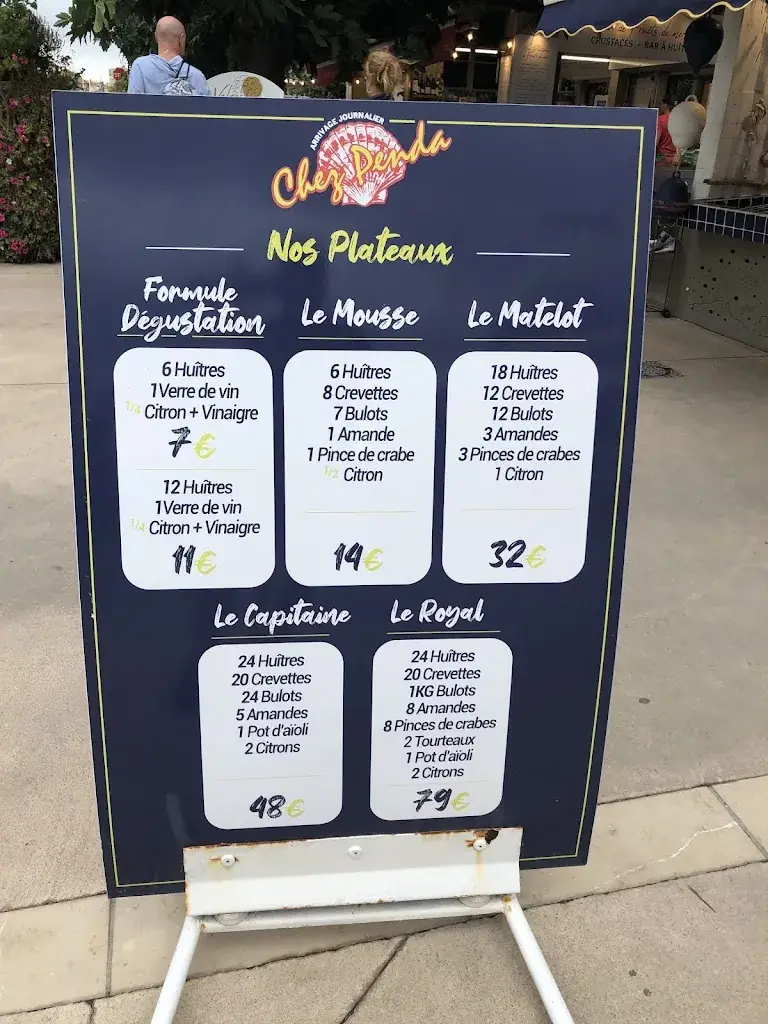 CRUSTACÉS - BAR À HUÎT
ARRIVAGE JOURNALIER
Chez Penda
Nos Plateaux
Formule
Dégustation
6 Huîtres
1 Verre de vin
1/4 Citron + Vinaigre
7€
12 Huîtres
1 Verre de vin
1/4 Citron + Vinaigre
11€
Le Mousse
6 Huîtres
8 Crevettes
7 Bulots
1 Amande
1 Pince de crabe
1/2 Citron
14€
Le Matelot
18 Huîtres
12 Crevettes
12 Bulots
3 Amandes
3 Pinces de crabes
1 Citron
32€
Le Capitaine
24 Huîtres
20 Crevettes
24 Bulots
5 Amandes
1 Pot d'aïoli
2 Citrons
48€
Le Royal
24 Huîtres
20 Crevettes
1KG Bulots
8 Amandes
8 Pinces de crabes
2 Tourteaux
1 Pot d'aïoli
2 Citrons
79€